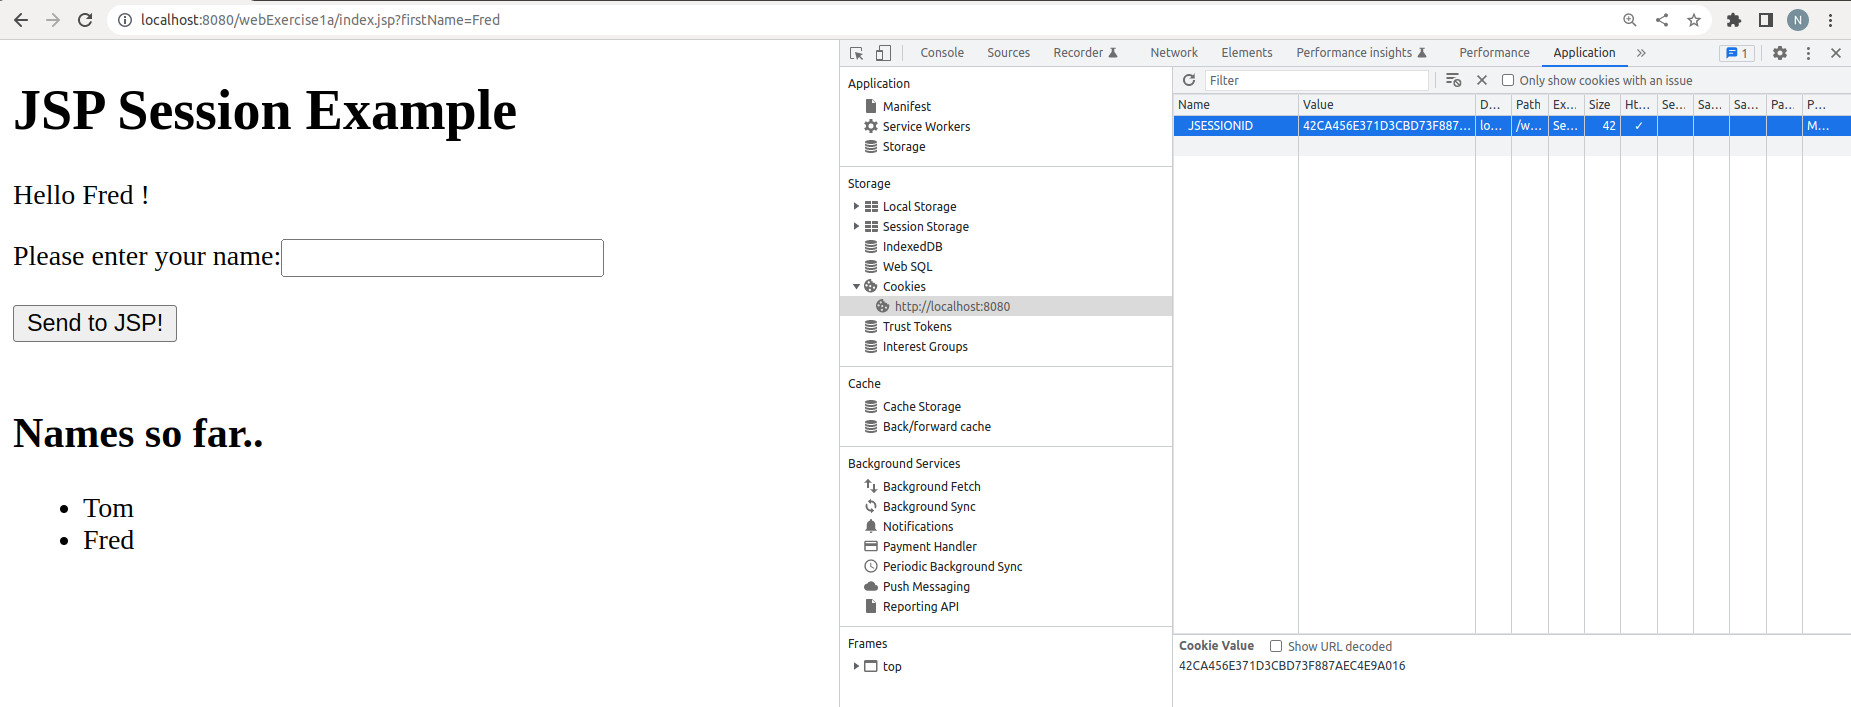 localhost:8080/webExercise1a/index.jsp?firstName=Fred
N
JSP Session Example
Hello Fred !
Please enter your name:
Send to JSP!
Names so far..
• Tom
• Fred
Console Sources Recorder Network Elements Performance insights Performance Application » 1
Application
Manifest
Service Workers
Storage
Storage
Local Storage
Session Storage
IndexedDB
Web SQL
Cookies
http://localhost:8080
Trust Tokens
Interest Groups
Cache
Cache Storage
Back/forward cache
Background Services
Background Fetch
Background Sync
Notifications
Payment Handler
Periodic Background Sync
Push Messaging
Reporting API
Frames
top
Filter Only show cookies with an issue
Name Value D... Path Ex... Size Ht... Se... Sa... Sa... Pa... P...
JSESSIONID 42CA456E371D3CBD73F887... lo... /w... Se... 42 ✓ M...
Cookie Value Show URL decoded
42CA456E371D3CBD73F887AEC4E9A016